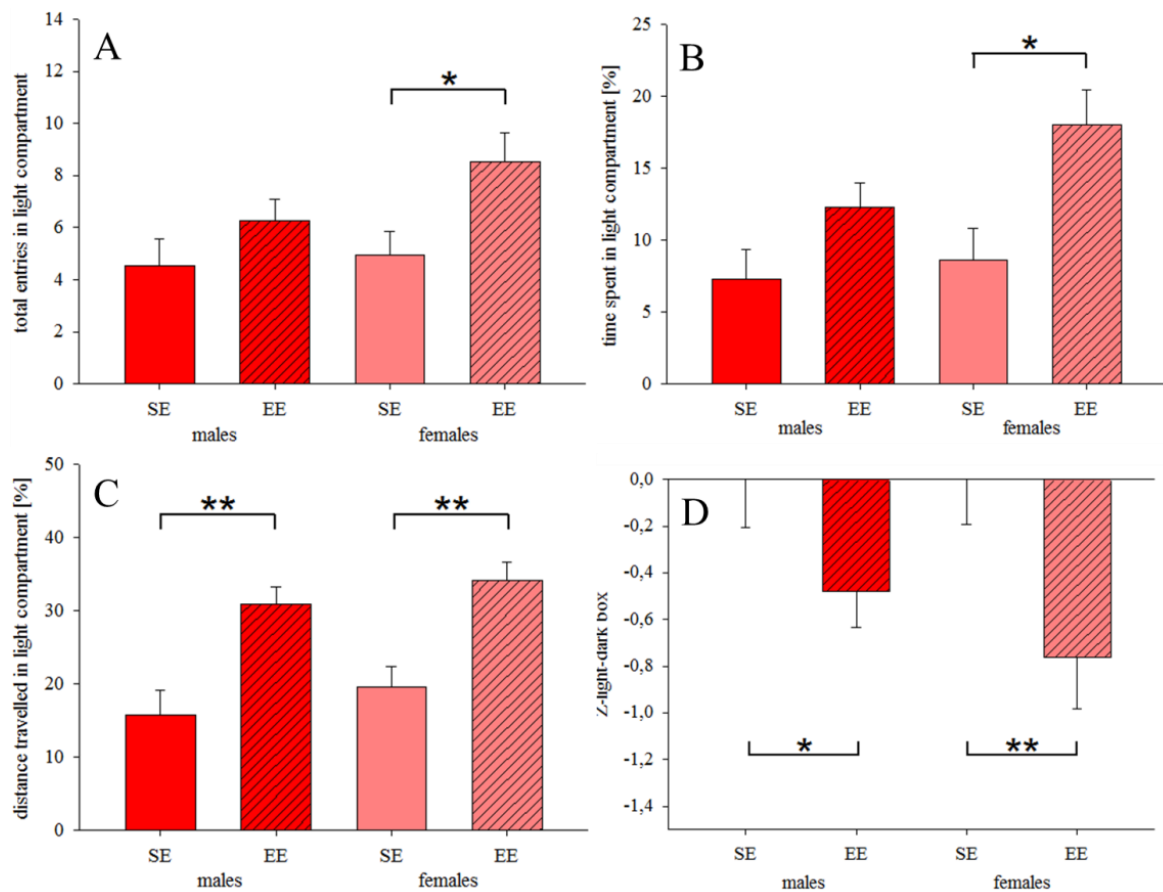 A
total entries in light compartment
14
12
10
8
6
4
2
0
*
SE EE SE EE
males females
B
time spent in light compartment [%]
25
20
15
10
5
0
*
SE EE SE EE
males females
C
distance travelled in light compartment [%]
50
40
30
20
10
0
** **
SE EE SE EE
males females
D
Z-light-dark box
0,0
-0,2
-0,4
-0,6
-0,8
-1,0
-1,2
-1,4
* **
SE EE SE EE
males females